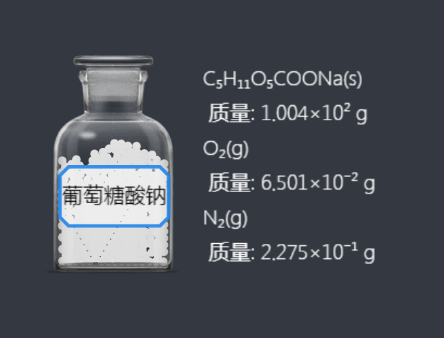 葡萄糖酸钠
C₅H₁₁O₅COONa(s)
质量: 1.004×10² g
O₂(g)
质量: 6.501×10⁻² g
N₂(g)
质量: 2.275×10⁻¹ g